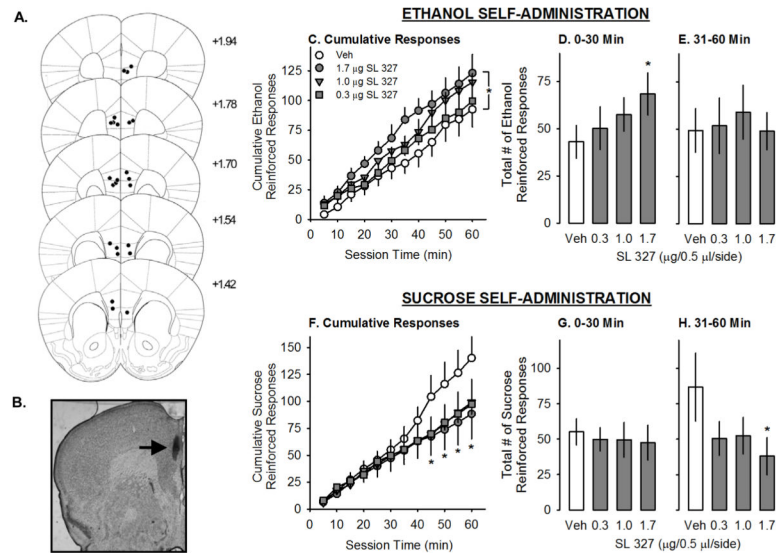 A.
+1.94
+1.78
+1.70
+1.54
+1.42
B.
ETHANOL SELF-ADMINISTRATION
C. Cumulative Responses
Veh
1.7 µg SL 327
1.0 µg SL 327
0.3 µg SL 327
*
Cumulative Ethanol
Reinforced Responses
125
100
75
50
25
0
0 10 20 30 40 50 60
Session Time (min)
D. 0-30 Min
E. 31-60 Min
*
Total # of Ethanol
Reinforced Responses
75
50
25
0
Veh 0.3 1.0 1.7 Veh 0.3 1.0 1.7
SL 327 (µg/0.5 µl/side)
SUCROSE SELF-ADMINISTRATION
F. Cumulative Responses
Cumulative Sucrose
Reinforced Responses
150
125
100
75
50
25
0
* * * *
0 10 20 30 40 50 60
Session Time (min)
G. 0-30 Min
H. 31-60 Min
Total # of Sucrose
Reinforced Responses
100
75
50
25
0
*
Veh 0.3 1.0 1.7 Veh 0.3 1.0 1.7
SL 327 (µg/0.5 µl/side)